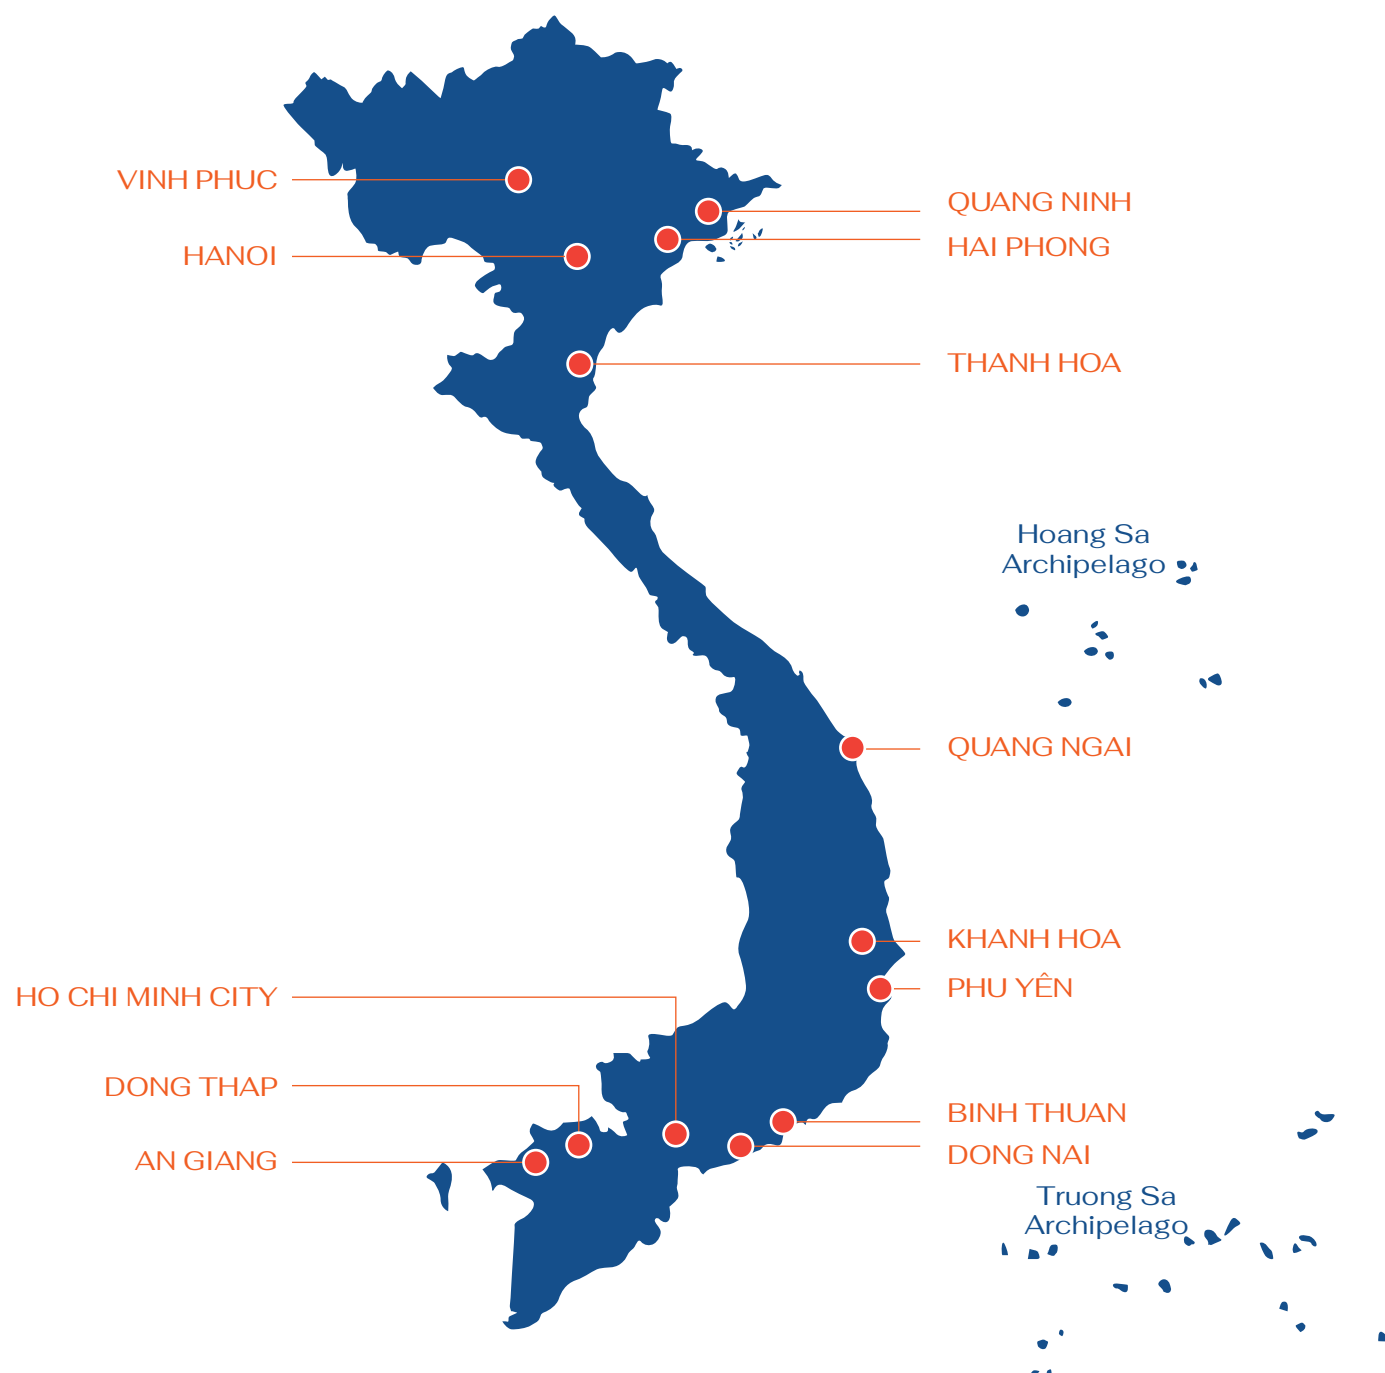 VINH PHUC
HANOI
QUANG NINH
HAI PHONG
THANH HOA
Hoang Sa
Archipelago
QUANG NGAI
KHANH HOA
PHU YÊN
HO CHI MINH CITY
DONG THAP
AN GIANG
BINH THUAN
DONG NAI
Truong Sa
Archipelago